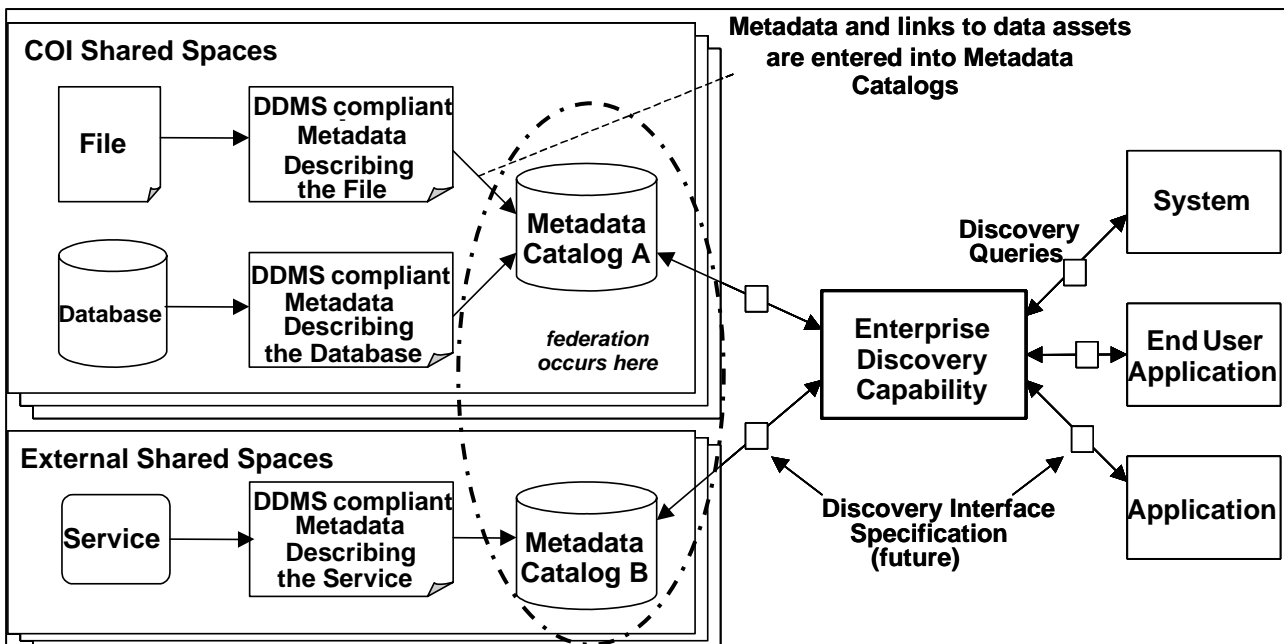 COI Shared Spaces
File
DDMS compliant
Metadata
Describing
the File
Database
DDMS compliant
Metadata
Describing
the Database
Metadata
Catalog A
federation
occurs here
Metadata and links to data assets
are entered into Metadata
Catalogs
External Shared Spaces
Service
DDMS compliant
Metadata
Describing
the Service
Metadata
Catalog B
Enterprise
Discovery
Capability
Discovery
Queries
System
End User
Application
Application
Discovery Interface
Specification
(future)